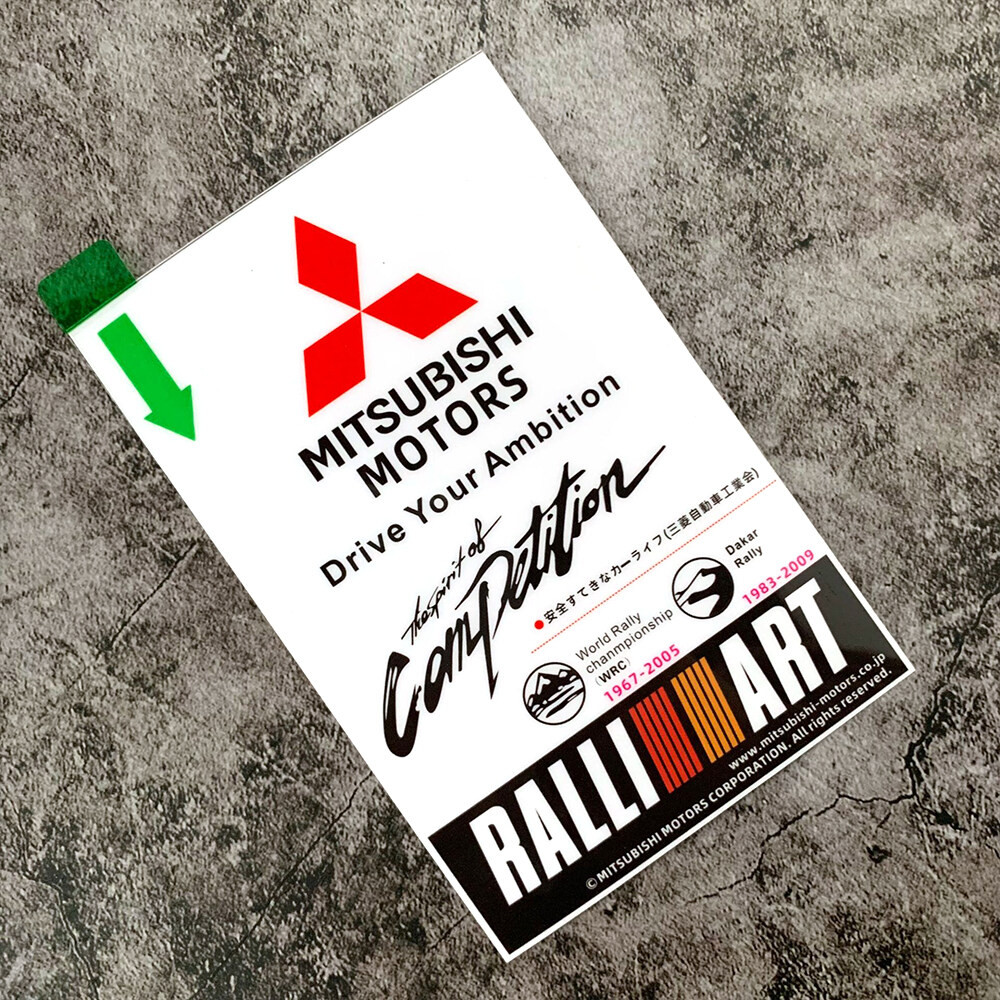 MITSUBISHI
MOTORS
Drive Your Ambition
the spirit of
Competition
●安全すてきなカーライフ(三菱自動車工業会)
World Rally
chanmpionship
(WRC)
1967-2005
Dakar
Rally
1983-2009
RALLI ART
www.mitsubishi-motors.co.jp
©MITSUBISHI MOTORS CORPORATION. All rights reserved.